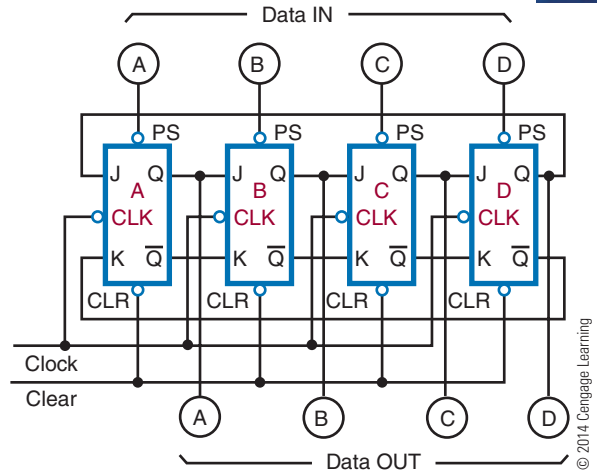 Data IN
A B C D
PS PS PS PS
J Q J Q J Q J Q
A B C D
CLK CLK CLK CLK
K Q̅ K Q̅ K Q̅ K Q̅
CLR CLR CLR CLR
Clock
Clear
A B C D
Data OUT
© 2014 Cengage Learning